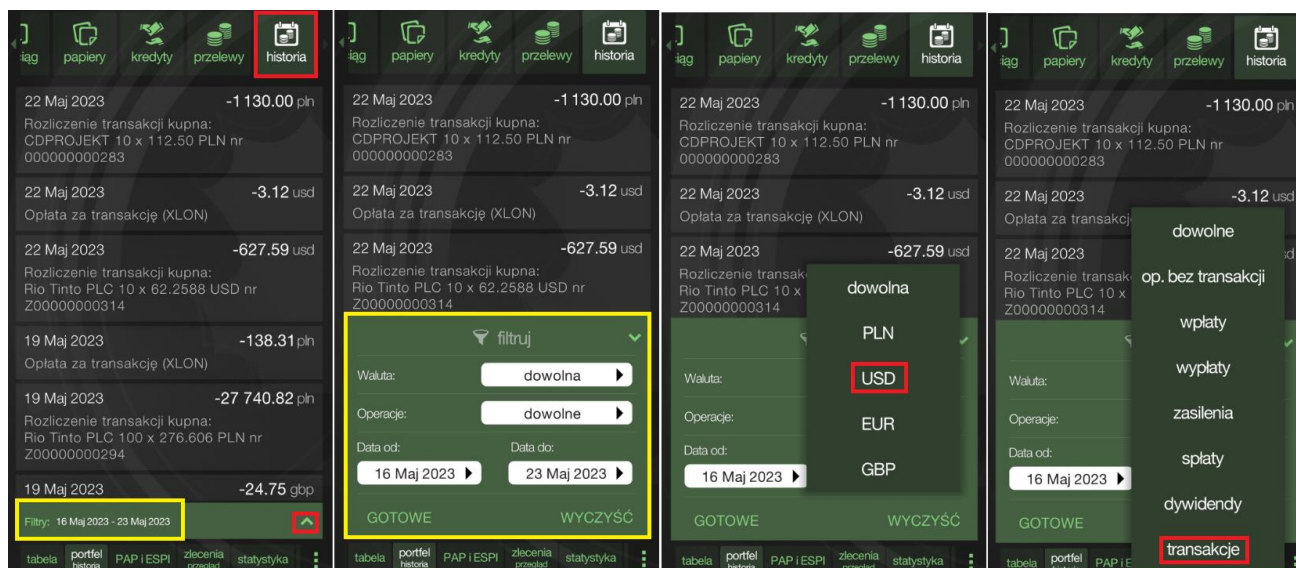 iąg papiery kredyty przelewy historia
22 Maj 2023 -1 130.00 pln
Rozliczenie transakcji kupna:
CDPROJEKT 10 x 112.50 PLN nr
000000000283
22 Maj 2023 -3.12 usd
Opłata za transakcję (XLON)
22 Maj 2023 -627.59 usd
Rozliczenie transakcji kupna:
Rio Tinto PLC 10 x 62.2588 USD nr
Z00000000314
19 Maj 2023 -138.31 pln
Opłata za transakcję (XLON)
19 Maj 2023 -27 740.82 pln
Rozliczenie transakcji kupna:
Rio Tinto PLC 100 x 276.606 PLN nr
Z00000000294
19 Maj 2023 -24.75 gbp
Filtry: 16 Maj 2023 - 23 Maj 2023
tabela portfel historia PAP i ESPI zlecenia przegląd statystyka
iąg papiery kredyty przelewy historia
22 Maj 2023 -1 130.00 pln
Rozliczenie transakcji kupna:
CDPROJEKT 10 x 112.50 PLN nr
000000000283
22 Maj 2023 -3.12 usd
Opłata za transakcję (XLON)
22 Maj 2023 -627.59 usd
Rozliczenie transakcji kupna:
Rio Tinto PLC 10 x 62.2588 USD nr
Z00000000314
filtruj
Waluta: dowolna
Operacje: dowolne
Data od: Data do:
16 Maj 2023 23 Maj 2023
GOTOWE WYCZYŚĆ
tabela portfel historia PAP i ESPI zlecenia przegląd statystyka
iąg papiery kredyty przelewy historia
22 Maj 2023 -1 130.00 pln
Rozliczenie transakcji kupna:
CDPROJEKT 10 x 112.50 PLN nr
000000000283
22 Maj 2023 -3.12 usd
Opłata za transakcję (XLON)
22 Maj 2023 -627.59 usd
Rozliczenie transak
Rio Tinto PLC 10 x
Z00000000314
dowolna
PLN
USD
EUR
GBP
Waluta:
Operacje:
Data od:
16 Maj 2023
GOTOWE WYCZYŚĆ
tabela portfel historia PAP i ESPI zlecenia przegląd statystyka
iąg papiery kredyty przelewy historia
22 Maj 2023 -1 130.00 pln
Rozliczenie transakcji kupna:
CDPROJEKT 10 x 112.50 PLN nr
000000000283
22 Maj 2023 -3.12 usd
Opłata za transakcj
22 Maj 2023
Rozliczenie transak
Rio Tinto PLC 10 x
Z00000000314
dowolne
op. bez transakcji
wpłaty
wypłaty
zasilenia
spłaty
dywidendy
transakcje
Waluta:
Operacje:
Data od:
16 Maj 2023
GOTOWE
tabela portfel historia PAP i E